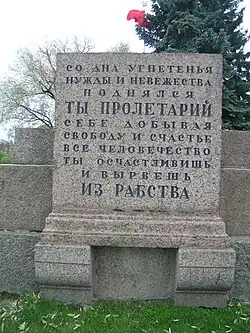 СО ДНА УГНЕТЕНЬЯ
НУЖДЫ И НЕВЕЖЕСТВА
ПОДНЯЛСЯ
ТЫ ПРОЛЕТАРИЙ
СЕБЕ ДОБЫВАЯ
СВОБОДУ И СЧАСТЬЕ
ВСЕ ЧЕЛОВЕЧЕСТВО
ТЫ ОСЧАСТЛИВИШЬ
И ВЫРВЕШЬ
ИЗ РАБСТВА